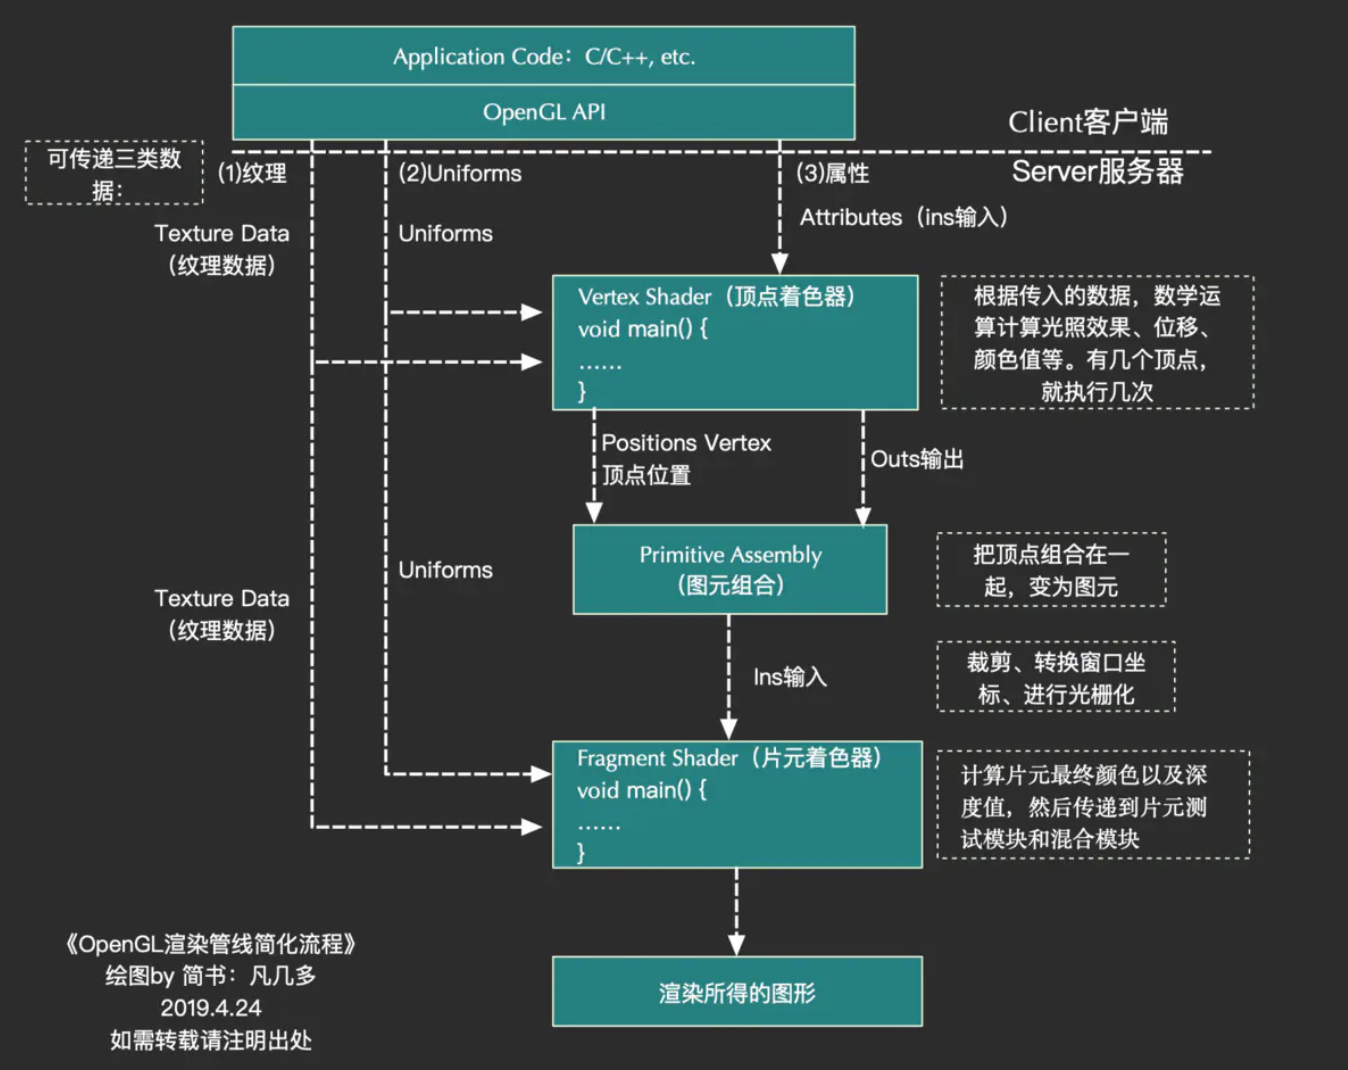 Application Code：C/C++, etc.
OpenGL API
Client客户端
可传递三类数
据：
(1)纹理
(2)Uniforms
(3)属性
Server服务器
Texture Data
（纹理数据）
Uniforms
Attributes（ins输入）
Vertex Shader（顶点着色器）
void main() {
......
}
根据传入的数据，数学运
算计算光照效果、位移、
颜色值等。有几个顶点，
就执行几次
Positions Vertex
顶点位置
Outs输出
Primitive Assembly
（图元组合）
把顶点组合在一
起，变为图元
Uniforms
Texture Data
（纹理数据）
Ins输入
裁剪、转换窗口坐
标、进行光栅化
Fragment Shader（片元着色器）
void main() {
......
}
计算片元最终颜色以及深
度值，然后传递到片元测
试模块和混合模块
渲染所得的图形
《OpenGL渲染管线简化流程》
绘图by 简书：凡几多
2019.4.24
如需转载请注明出处